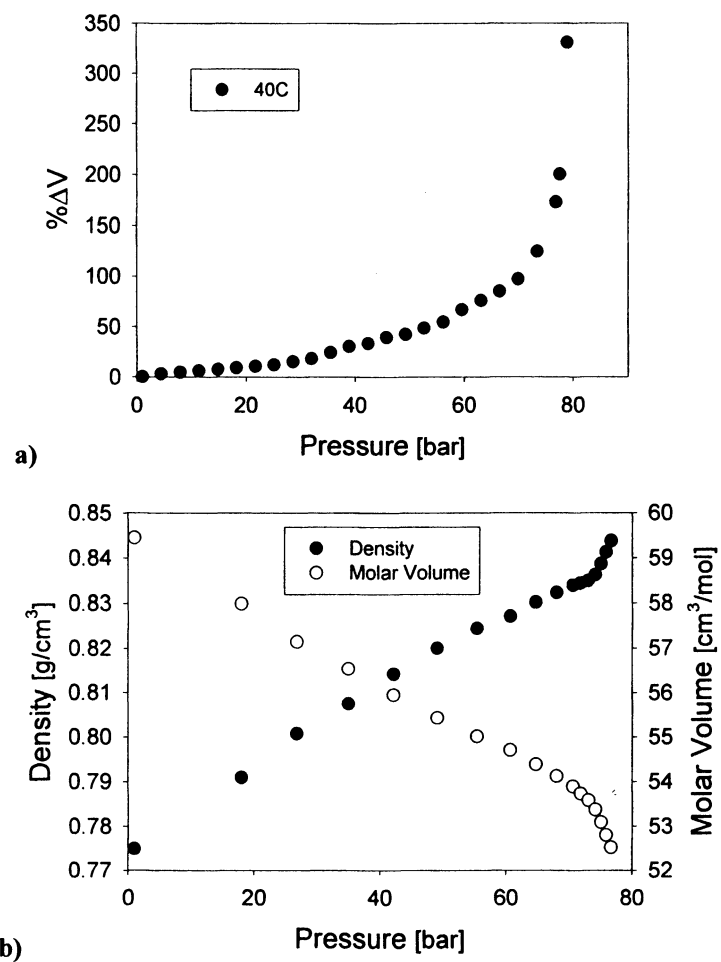 350
300
250
200
150
100
50
0
%ΔV
40C
0 20 40 60 80
Pressure [bar]
a)
0.85
0.84
0.83
0.82
0.81
0.80
0.79
0.78
0.77
Density [g/cm³]
Density
Molar Volume
60
59
58
57
56
55
54
53
52
Molar Volume [cm³/mol]
0 20 40 60 80
Pressure [bar]
b)